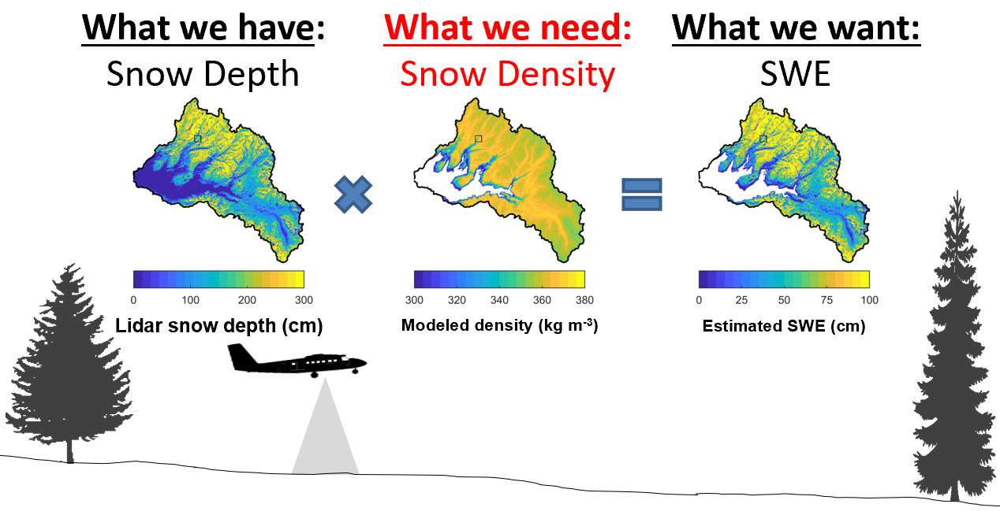 What we have:
Snow Depth
What we need:
Snow Density
What we want:
SWE
0 100 200 300
Lidar snow depth (cm)
300 320 340 360 380
Modeled density (kg m⁻³)
0 25 50 75 100
Estimated SWE (cm)